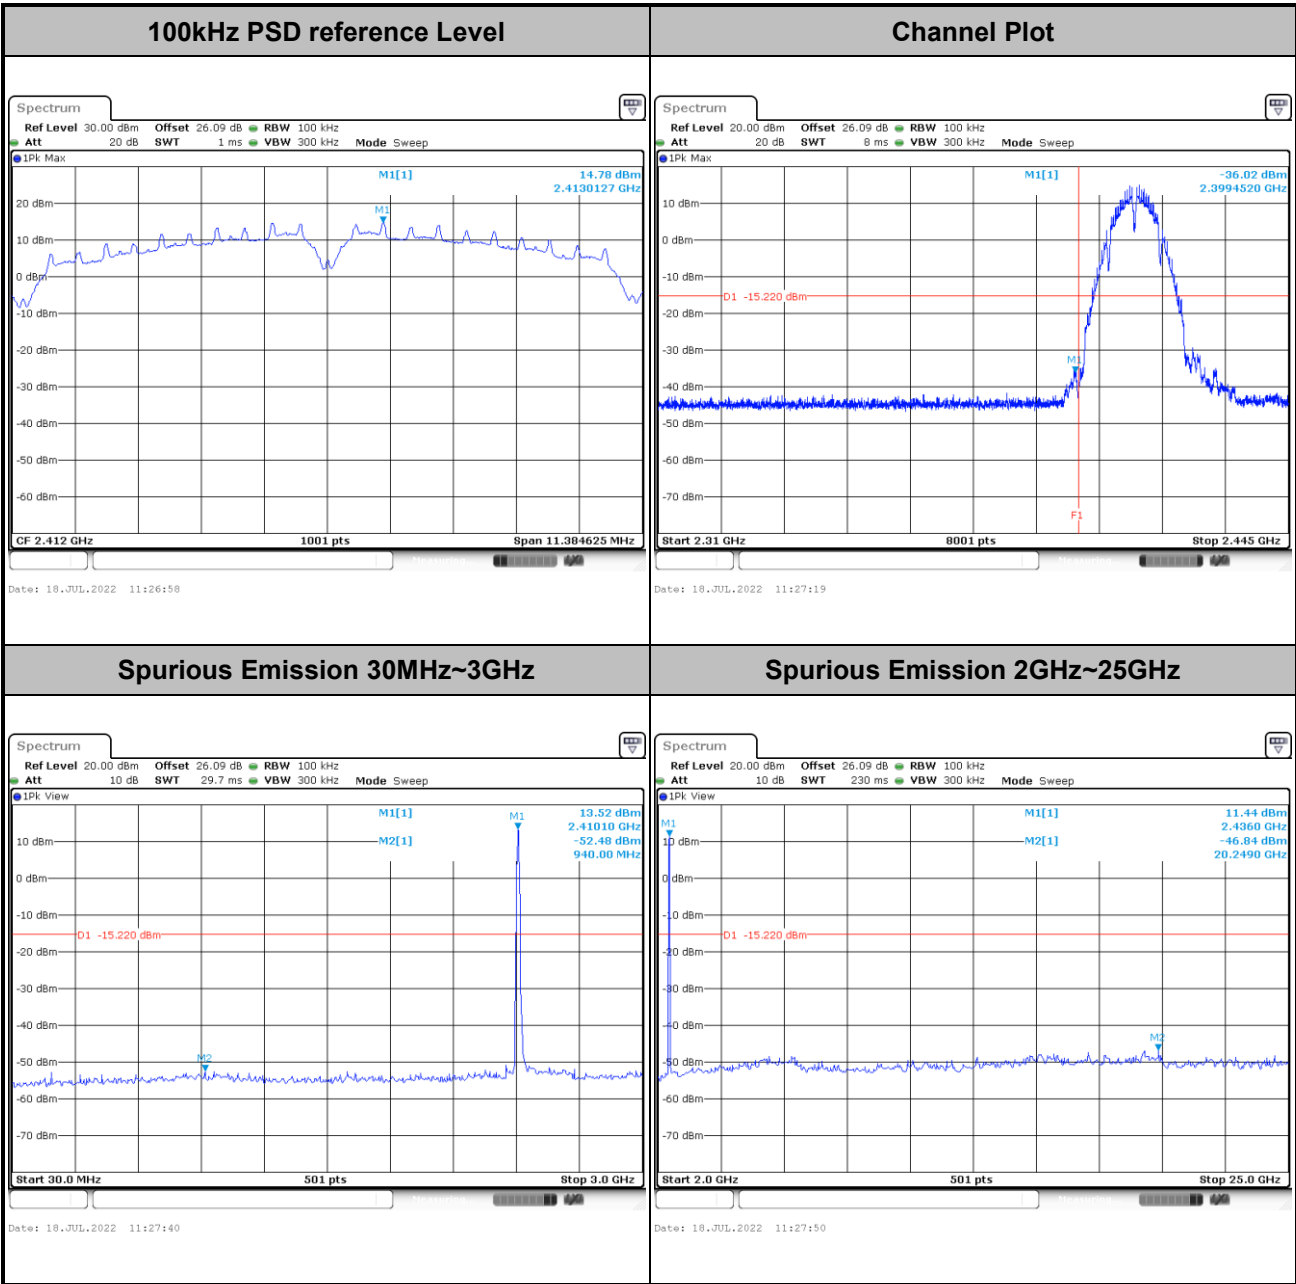 100kHz PSD reference Level
Channel Plot
Spectrum
Ref Level 30.00 dBm Offset 26.09 dB RBW 100 kHz
Att 20 dB SWT 1 ms VBW 300 kHz Mode Sweep
1Pk Max
M1[1] 14.78 dBm
2.4130127 GHz
M1
20 dBm
10 dBm
0 dBm
-10 dBm
-20 dBm
-30 dBm
-40 dBm
-50 dBm
-60 dBm
CF 2.412 GHz 1001 pts Span 11.384625 MHz
Date: 18.JUL.2022 11:26:58
Spectrum
Ref Level 20.00 dBm Offset 26.09 dB RBW 100 kHz
Att 20 dB SWT 8 ms VBW 300 kHz Mode Sweep
1Pk Max
M1[1] -36.02 dBm
2.3994520 GHz
10 dBm
0 dBm
-10 dBm
D1 -15.220 dBm
-20 dBm
-30 dBm
M1
-40 dBm
-50 dBm
-60 dBm
-70 dBm
F1
Start 2.31 GHz 8001 pts Stop 2.445 GHz
Measuring
Date: 18.JUL.2022 11:27:19
Spurious Emission 30MHz~3GHz
Spurious Emission 2GHz~25GHz
Spectrum
Ref Level 20.00 dBm Offset 26.09 dB RBW 100 kHz
Att 10 dB SWT 29.7 ms VBW 300 kHz Mode Sweep
1Pk View
M1[1] 13.52 dBm
2.41010 GHz
M2[1] -52.48 dBm
940.00 MHz
M1
10 dBm
0 dBm
-10 dBm
D1 -15.220 dBm
-20 dBm
-30 dBm
-40 dBm
-50 dBm
M2
-60 dBm
-70 dBm
Start 30.0 MHz 501 pts Stop 3.0 GHz
Measuring
Date: 18.JUL.2022 11:27:40
Spectrum
Ref Level 20.00 dBm Offset 26.09 dB RBW 100 kHz
Att 10 dB SWT 230 ms VBW 300 kHz Mode Sweep
1Pk View
M1[1] 11.44 dBm
2.4360 GHz
M2[1] -46.84 dBm
20.2490 GHz
M1
10 dBm
0 dBm
-10 dBm
D1 -15.220 dBm
-20 dBm
-30 dBm
-40 dBm
M2
-50 dBm
-60 dBm
-70 dBm
Start 2.0 GHz 501 pts Stop 25.0 GHz
Measuring
Date: 18.JUL.2022 11:27:50